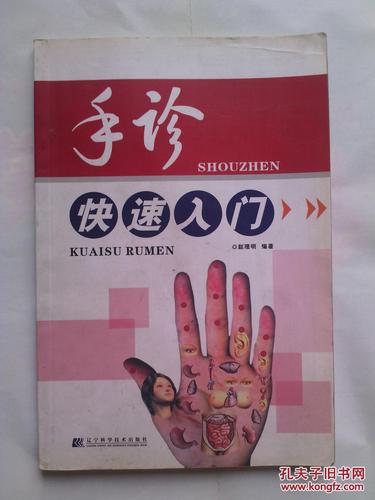 手诊
SHOUZHEN
快速入门
KUAISU RUMEN
◎赵理明 编著
辽宁科学技术出版社
孔夫子旧书网
www.kongfz.com